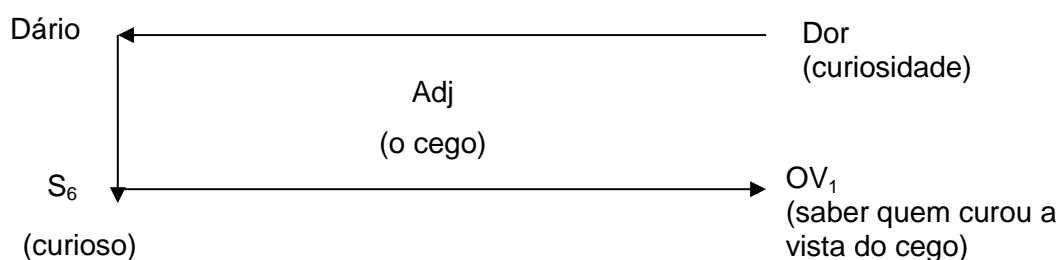 Dário
Dor
(curiosidade)
Adj
(o cego)
S₆
(curioso)
OV₁
(saber quem curou a
vista do cego)